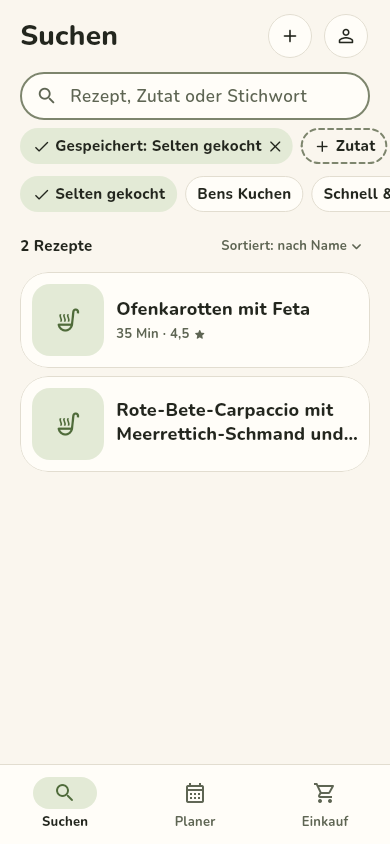 Suchen
Rezept, Zutat oder Stichwort
Gespeichert: Selten gekocht
Zutat
Selten gekocht
Bens Kuchen
Schnell &
2 Rezepte
Sortiert: nach Name
Ofenkarotten mit Feta
35 Min · 4,5 ★
Rote-Bete-Carpaccio mit
Meerrettich-Schmand und…
Suchen
Planer
Einkauf